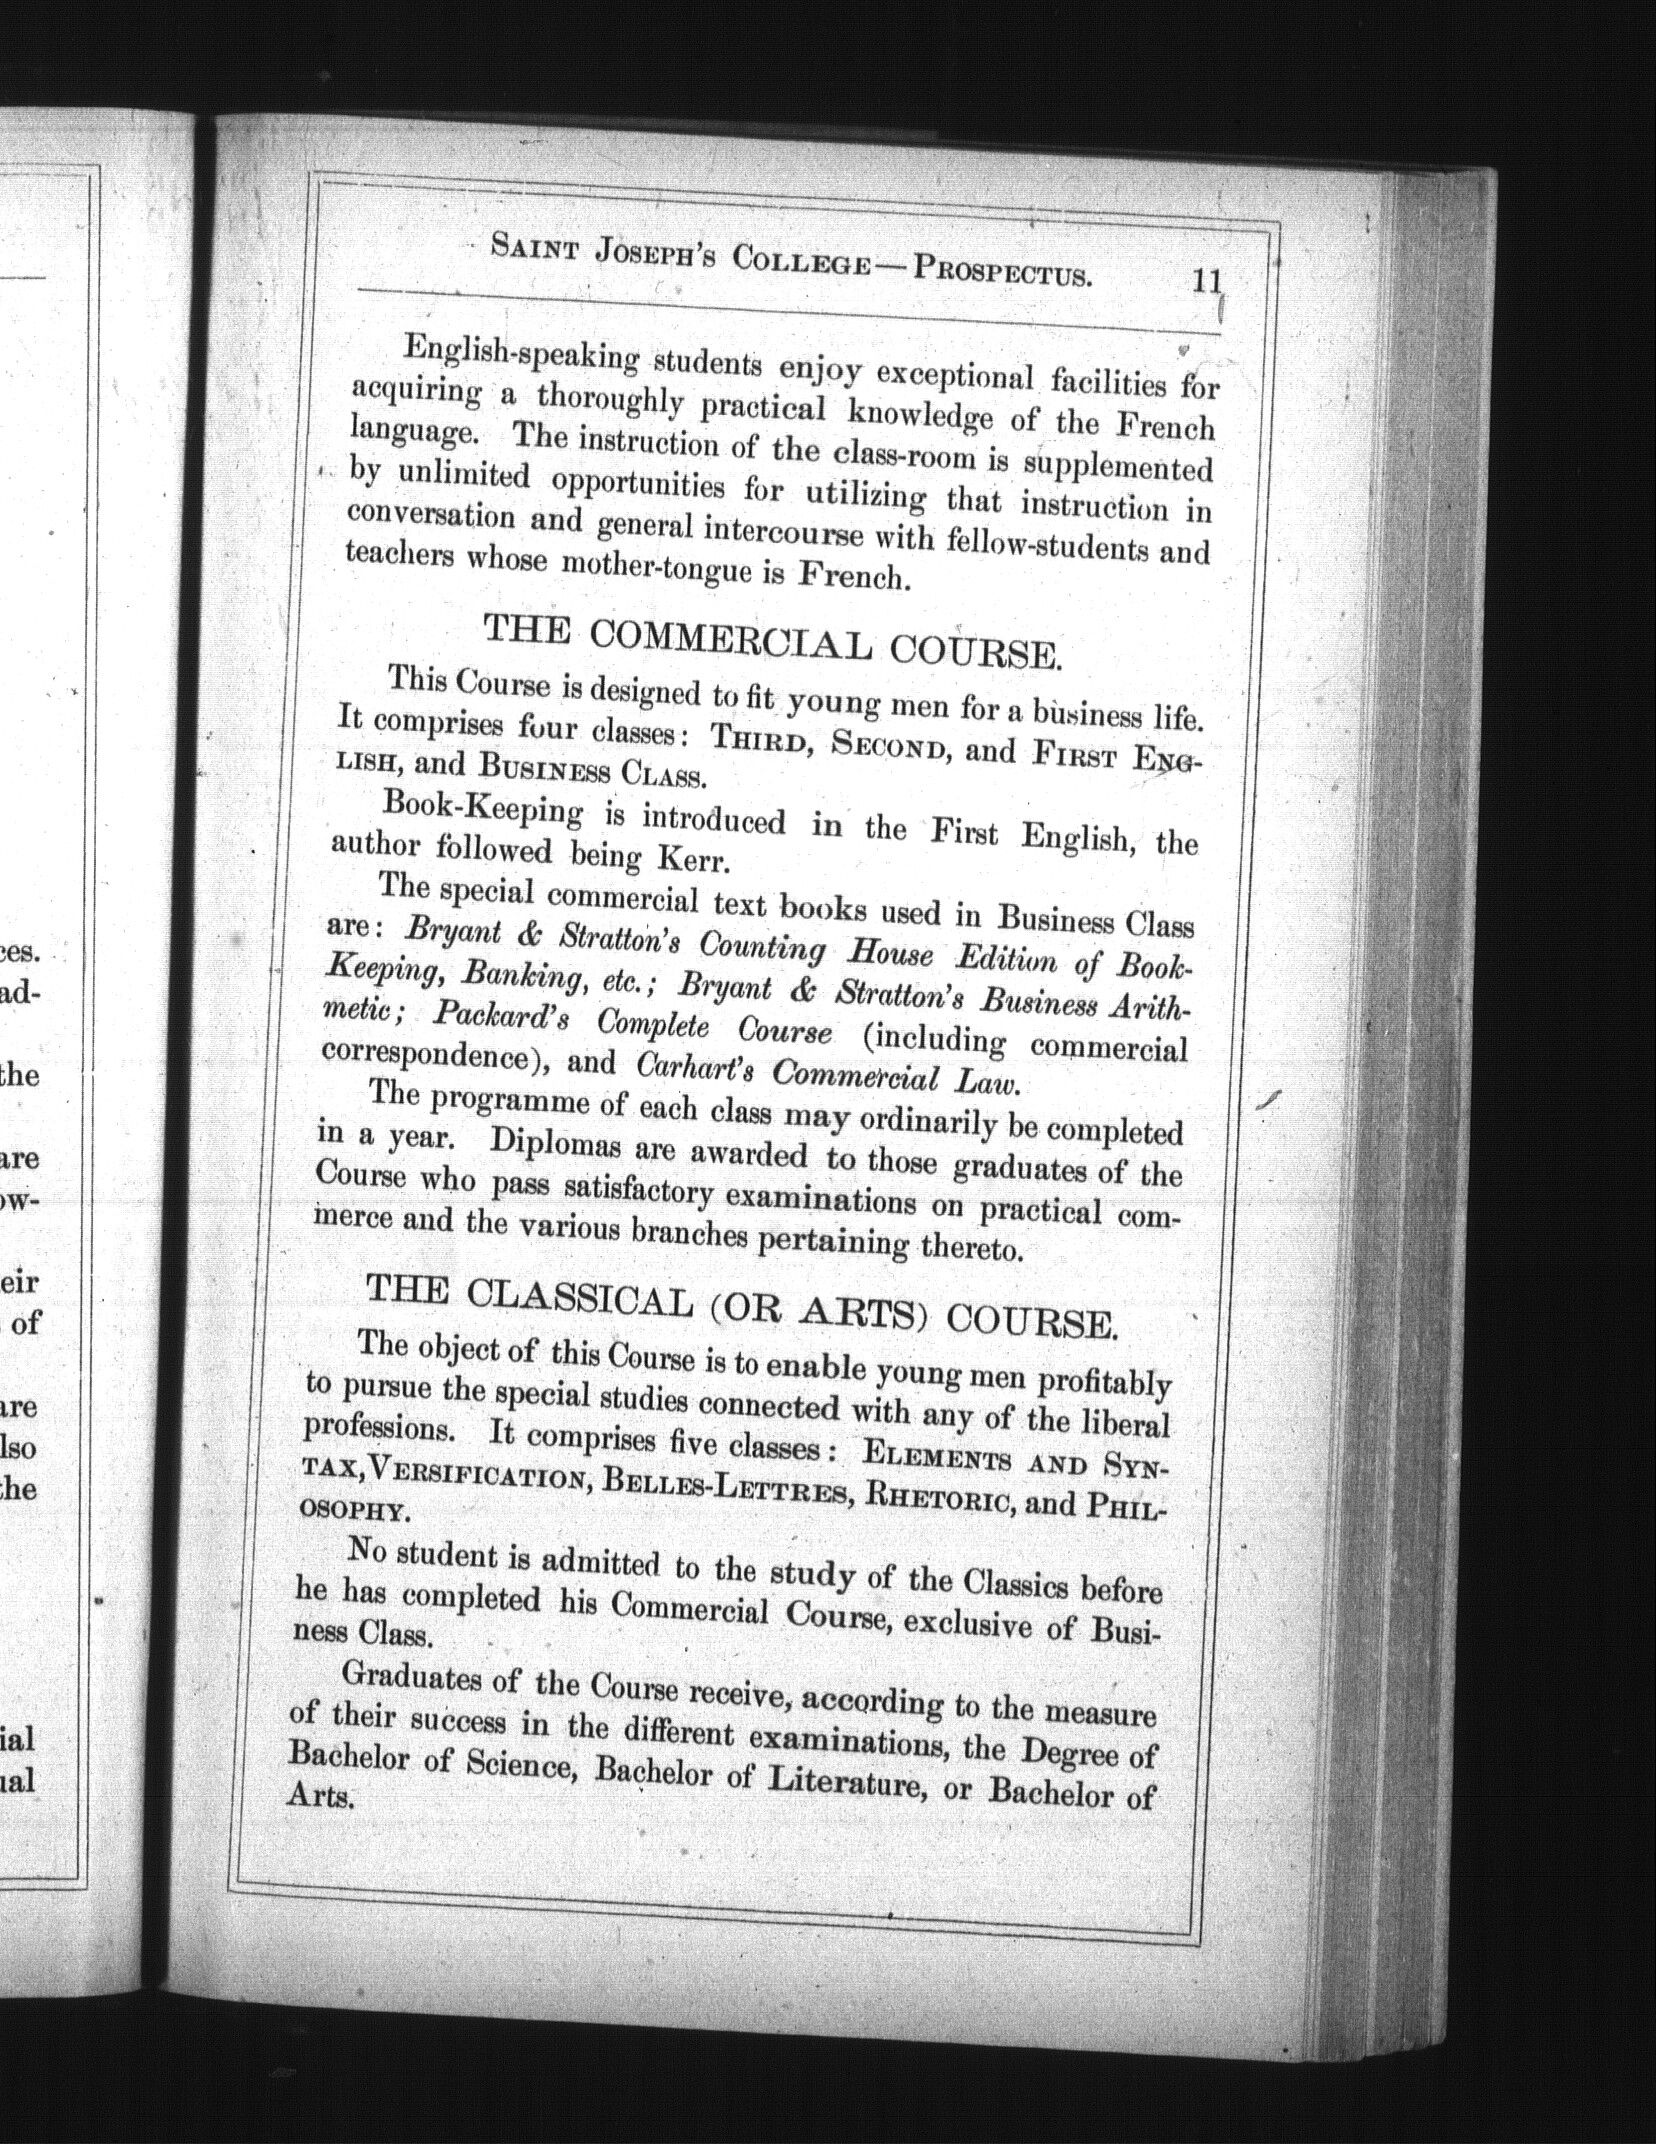 SAINT JOSEPH'S COLLEGE—PROSPECTUS. 11
English-speaking students enjoy exceptional facilities for
acquiring a thoroughly practical knowledge of the French
language. The instruction of the class-room is supplemented
by unlimited opportunities for utilizing that instruction in
conversation and general intercourse with fellow-students and
teachers whose mother-tongue is French.
THE COMMERCIAL COURSE.
This Course is designed to fit young men for a business life.
It comprises four classes: THIRD, SECOND, and FIRST ENG-
LISH, and BUSINESS CLASS.
Book-Keeping is introduced in the First English, the
author followed being Kerr.
The special commercial text books used in Business Class
are: Bryant & Stratton's Counting House Edition of Book-
Keeping, Banking, etc.; Bryant & Stratton's Business Arith-
metic; Packard's Complete Course (including commercial
correspondence), and Carhart's Commercial Law.
The programme of each class may ordinarily be completed
in a year. Diplomas are awarded to those graduates of the
Course who pass satisfactory examinations on practical com-
merce and the various branches pertaining thereto.
THE CLASSICAL (OR ARTS) COURSE.
The object of this Course is to enable young men profitably
to pursue the special studies connected with any of the liberal
professions. It comprises five classes: ELEMENTS AND SYN-
TAX, VERSIFICATION, BELLES-LETTRES, RHETORIC, and PHIL-
OSOPHY.
No student is admitted to the study of the Classics before
he has completed his Commercial Course, exclusive of Busi-
ness Class.
Graduates of the Course receive, according to the measure
of their success in the different examinations, the Degree of
Bachelor of Science, Bachelor of Literature, or Bachelor of
Arts.